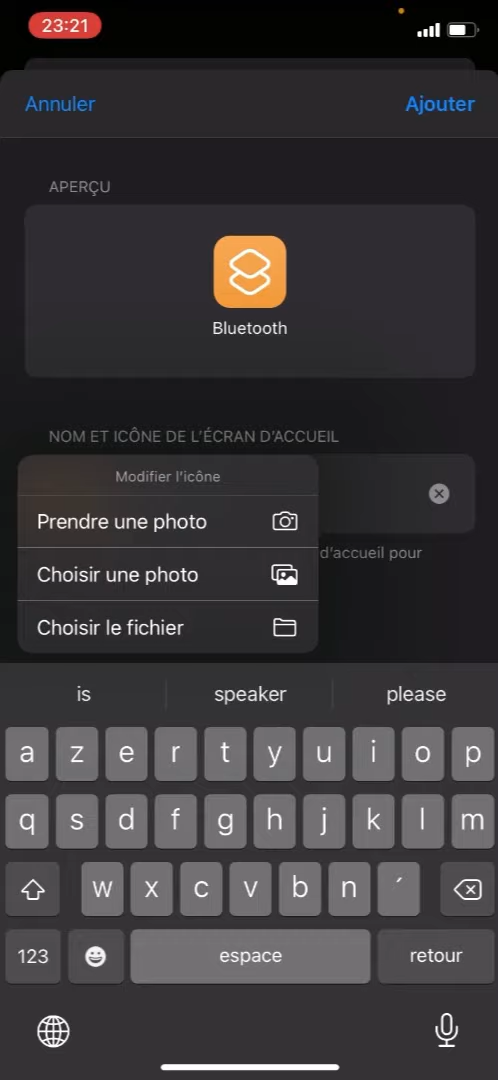 23:21
Annuler
Ajouter
APERÇU
Bluetooth
NOM ET ICÔNE DE L'ÉCRAN D'ACCUEIL
Modifier l'icône
Prendre une photo
d'accueil pour
Choisir une photo
Choisir le fichier
is speaker please
a z e r t y u i o p
q s d f g h j k l m
w x c v b n ´
123 espace retour